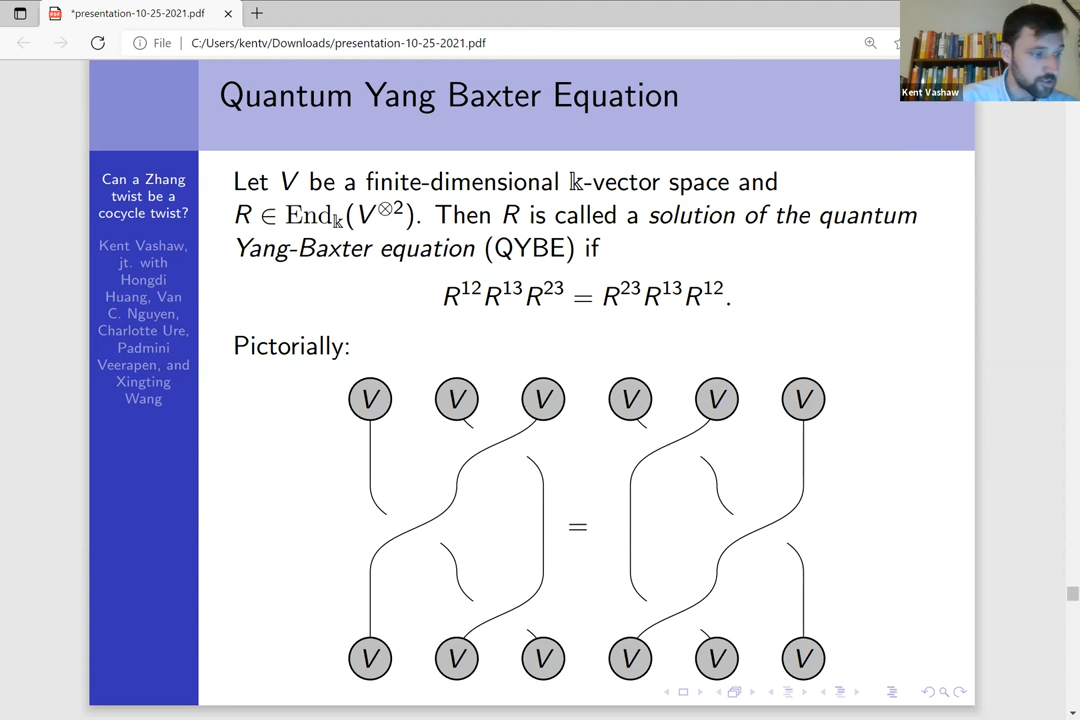 *presentation-10-25-2021.pdf
File | C:/Users/kentv/Downloads/presentation-10-25-2021.pdf
Kent Vashaw
Quantum Yang Baxter Equation
Can a Zhang
twist be a
cocycle twist?
Kent Vashaw,
jt. with
Hongdi
Huang, Van
C. Nguyen,
Charlotte Ure,
Padmini
Veerapen, and
Xingting
Wang
Let V be a finite-dimensional 𝕜-vector space and
R ∈ End𝕜(V⊗2). Then R is called a solution of the quantum
Yang-Baxter equation (QYBE) if
R¹²R¹³R²³ = R²³R¹³R¹².
Pictorially:
V V V V V V
=
V V V V V V